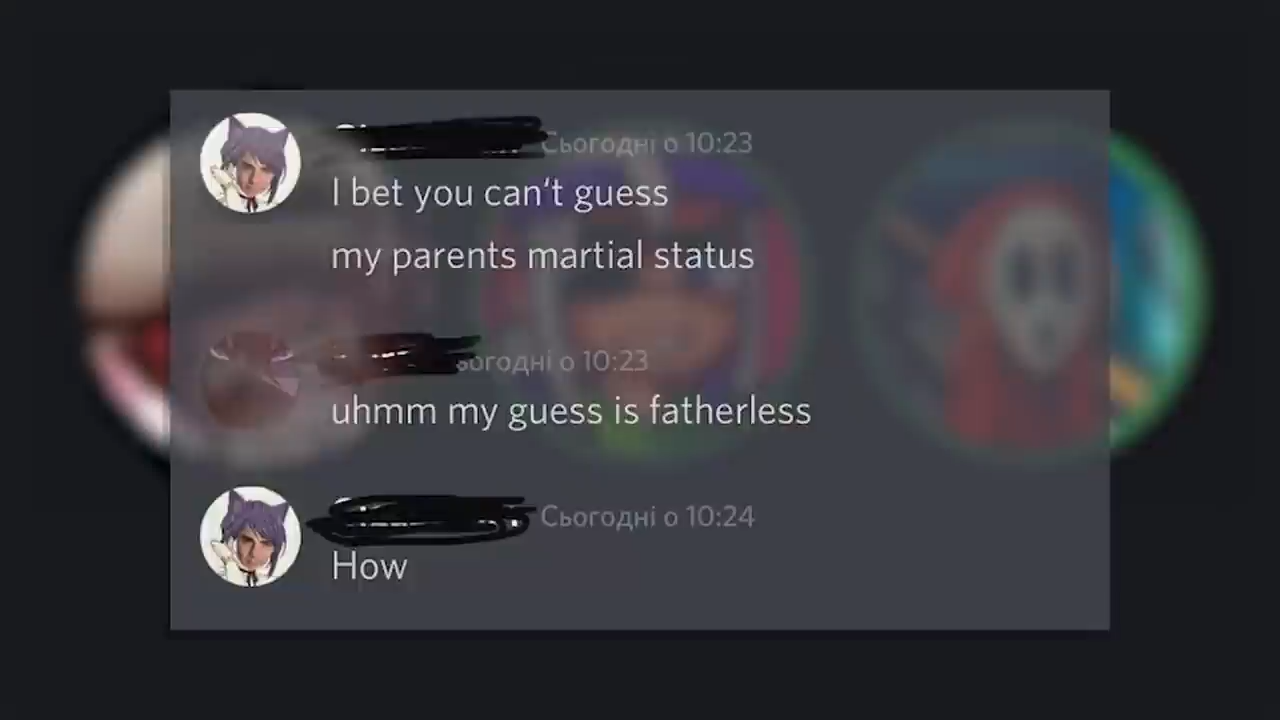 Сьогодні о 10:23
I bet you can't guess
my parents martial status
огодні о 10:23
uhmm my guess is fatherless
Сьогодні о 10:24
How